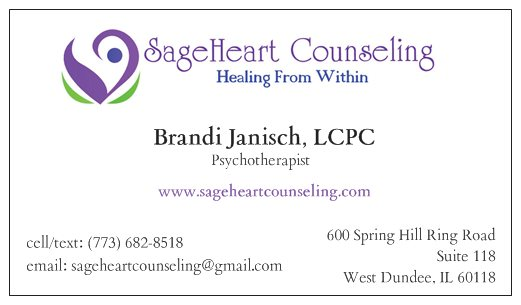 SageHeart Counseling
Healing From Within
Brandi Janisch, LCPC
Psychotherapist
www.sageheartcounseling.com
cell/text: (773) 682-8518
email: sageheartcounseling@gmail.com
600 Spring Hill Ring Road
Suite 118
West Dundee, IL 60118